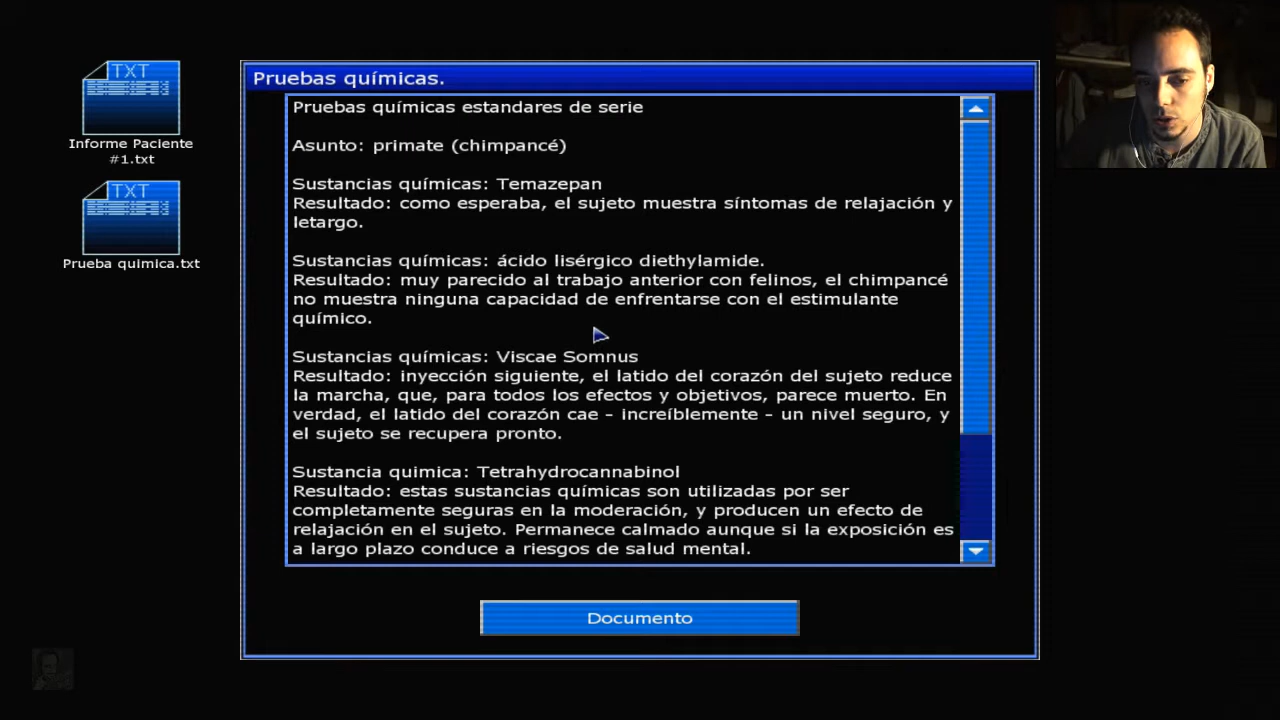 TXT
Informe Paciente
#1.txt
TXT
Prueba quimica.txt
Pruebas químicas.
Pruebas químicas estandares de serie
Asunto: primate (chimpancé)
Sustancias químicas: Temazepan
Resultado: como esperaba, el sujeto muestra síntomas de relajación y
letargo.
Sustancias químicas: ácido lisérgico diethylamide.
Resultado: muy parecido al trabajo anterior con felinos, el chimpancé
no muestra ninguna capacidad de enfrentarse con el estimulante
químico.
Sustancias químicas: Viscae Somnus
Resultado: inyección siguiente, el latido del corazón del sujeto reduce
la marcha, que, para todos los efectos y objetivos, parece muerto. En
verdad, el latido del corazón cae - increíblemente - un nivel seguro, y
el sujeto se recupera pronto.
Sustancia quimica: Tetrahydrocannabinol
Resultado: estas sustancias químicas son utilizadas por ser
completamente seguras en la moderación, y producen un efecto de
relajación en el sujeto. Permanece calmado aunque si la exposición es
a largo plazo conduce a riesgos de salud mental.
Documento